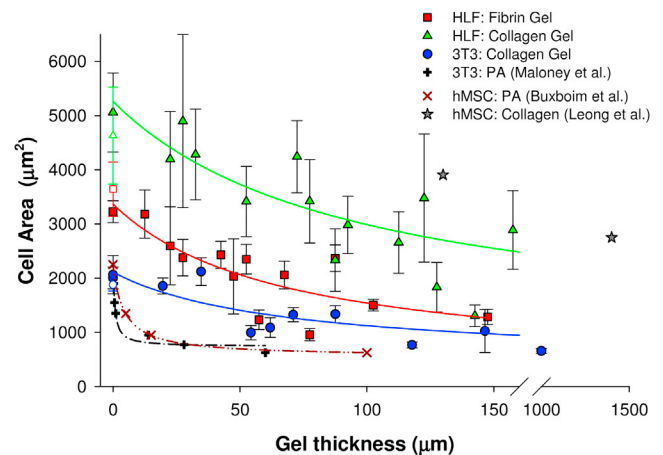 HLF: Fibrin Gel
HLF: Collagen Gel
3T3: Collagen Gel
3T3: PA (Maloney et al.)
hMSC: PA (Buxboim et al.)
hMSC: Collagen (Leong et al.)
6000
5000
4000
3000
2000
1000
0
Cell Area (μm²)
0 50 100 150 1000 1500
Gel thickness (μm)